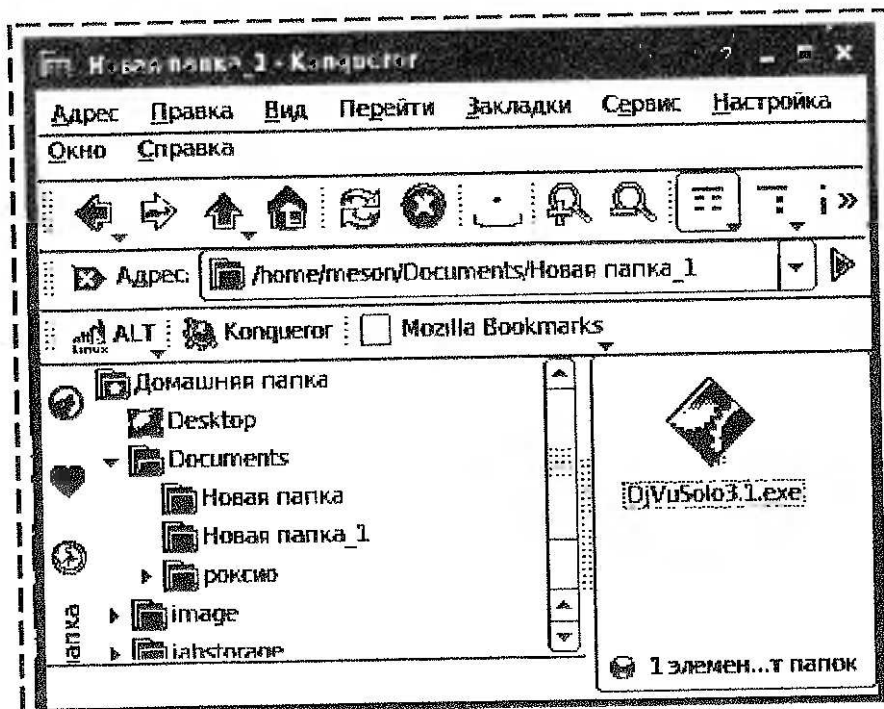 Новая папка_1 - Konqueror
Адрес Правка Вид Перейти Закладки Сервис Настройка
Окно Справка
Адрес: /home/meson/Documents/Новая папка_1
ALT Linux Konqueror Mozilla Bookmarks
Домашняя папка
Desktop
Documents
Новая папка
Новая папка_1
роксио
image
DjVuSolo3.1.exe
1 элемен...т папок